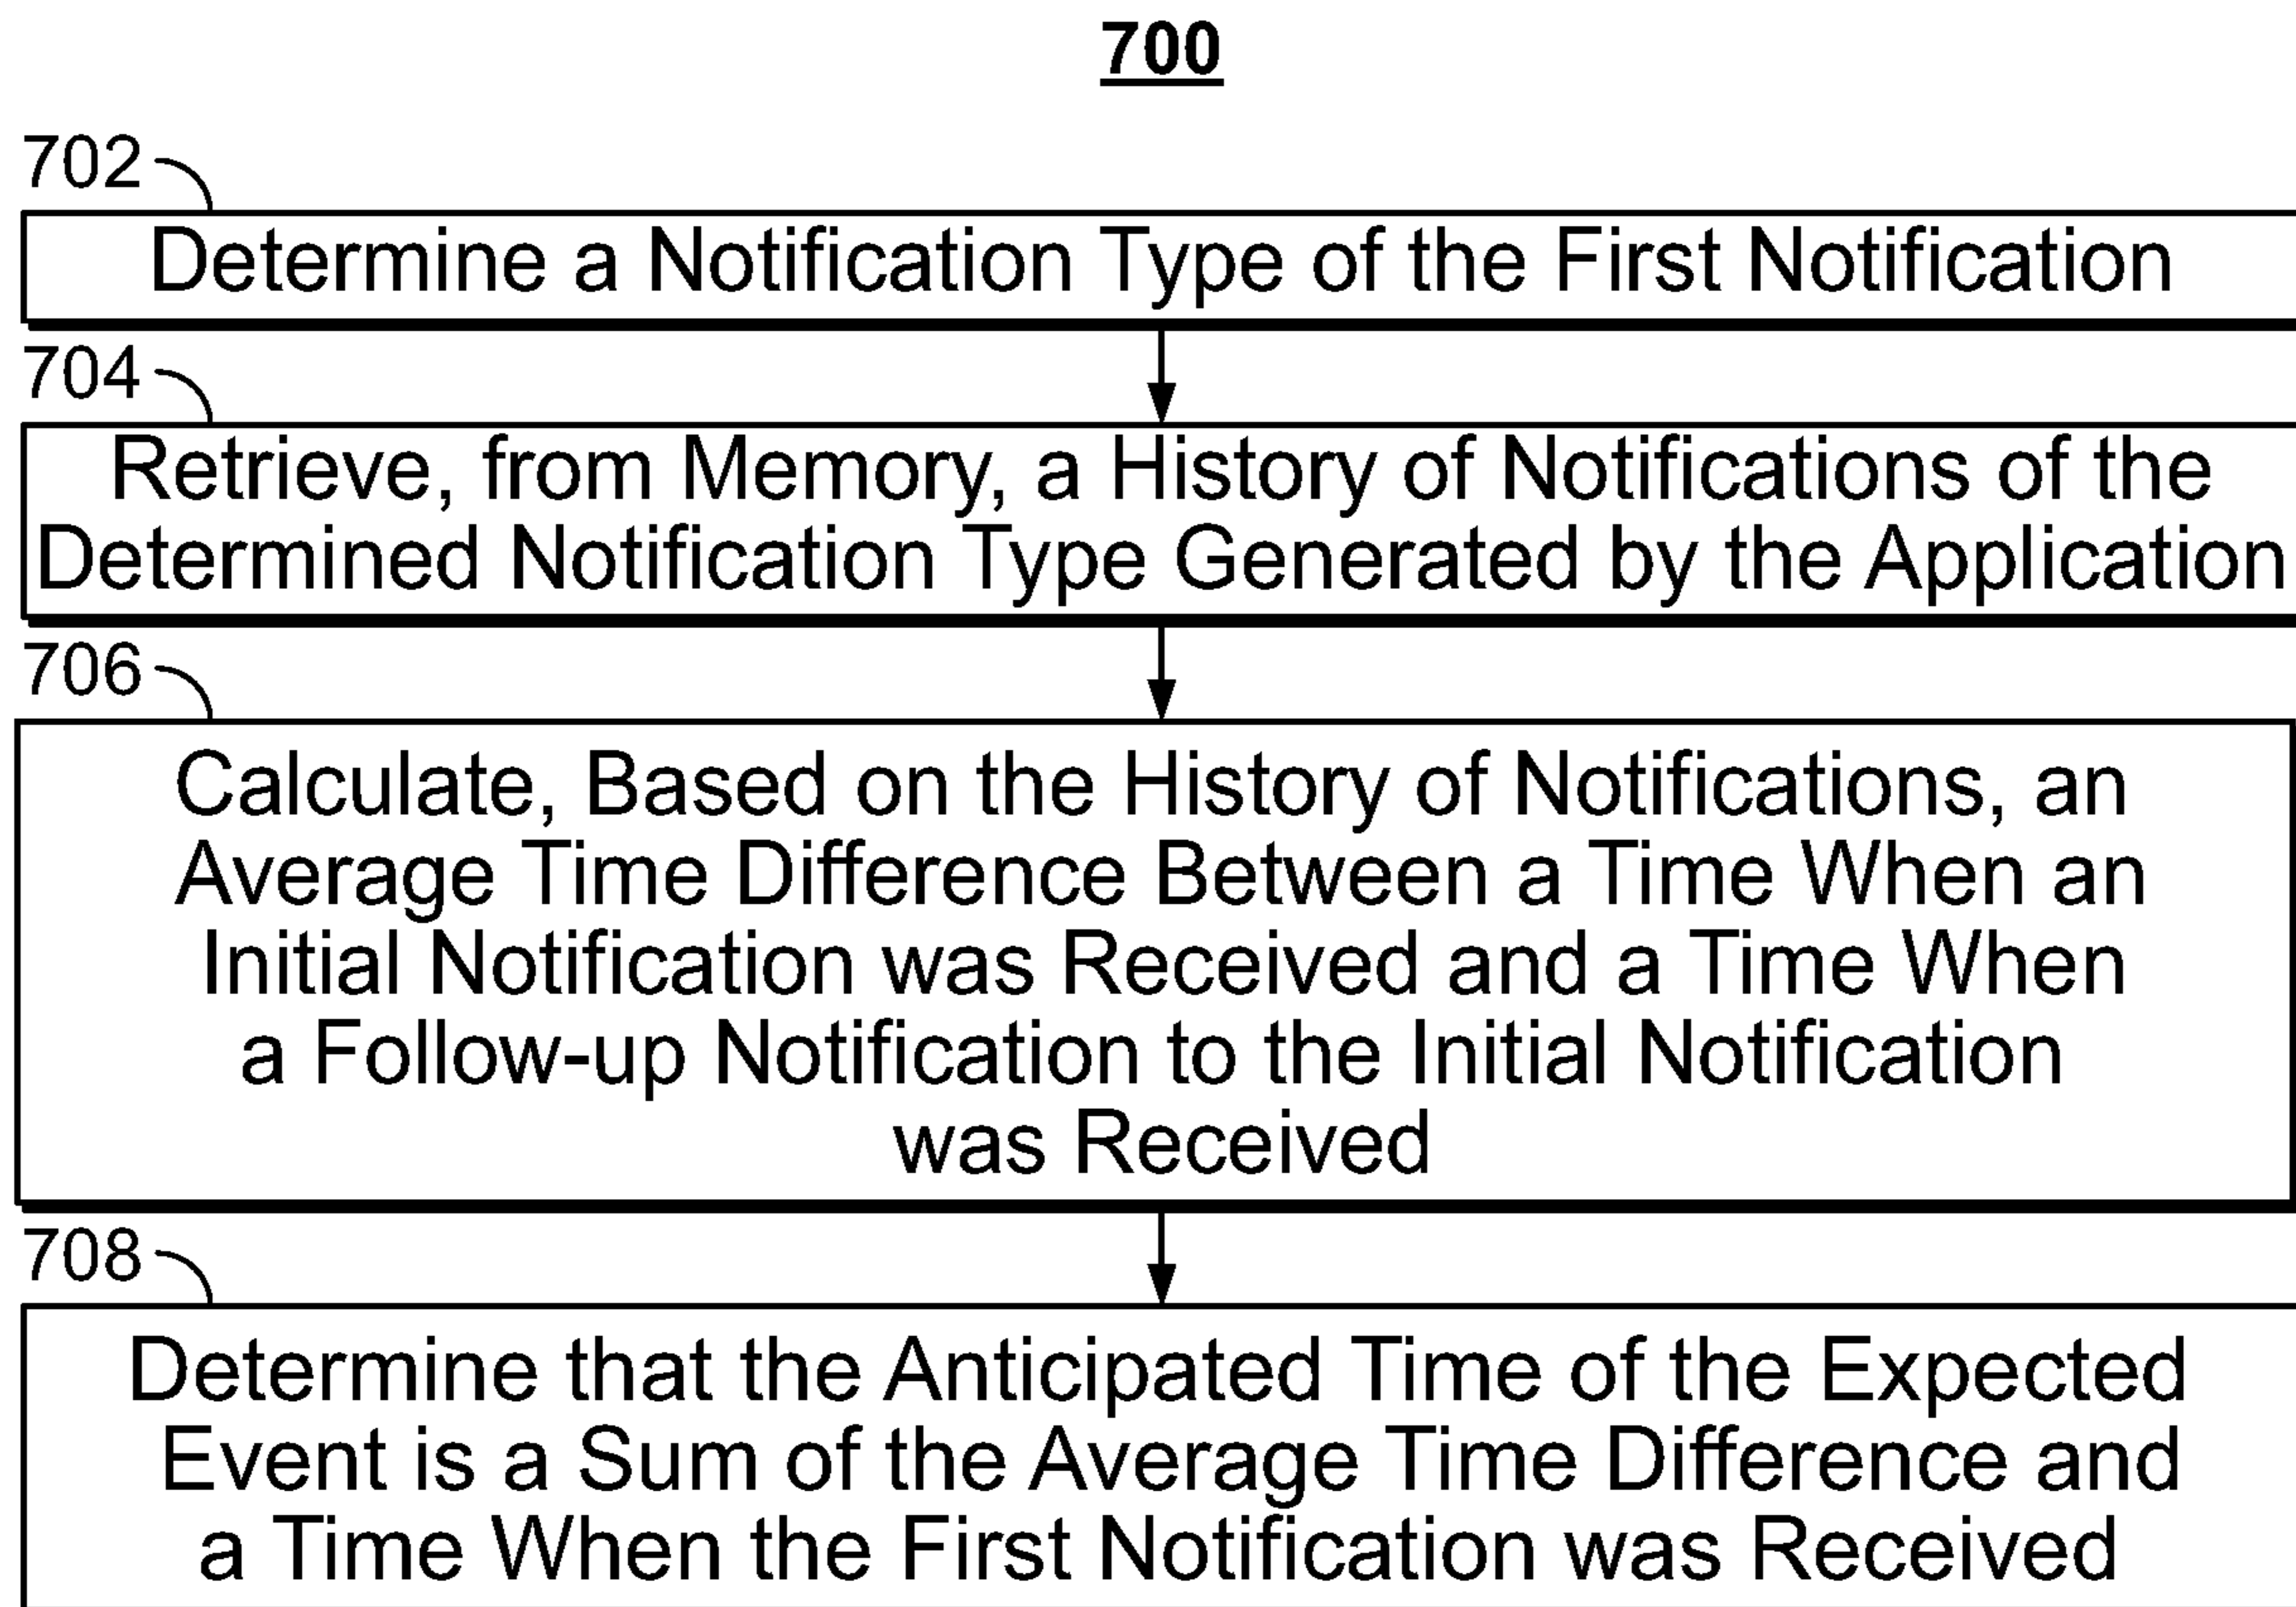 700
702
Determine a Notification Type of the First Notification
704
Retrieve, from Memory, a History of Notifications of the
Determined Notification Type Generated by the Application
706
Calculate, Based on the History of Notifications, an
Average Time Difference Between a Time When an
Initial Notification was Received and a Time When
a Follow-up Notification to the Initial Notification
was Received
708
Determine that the Anticipated Time of the Expected
Event is a Sum of the Average Time Difference and
a Time When the First Notification was Received